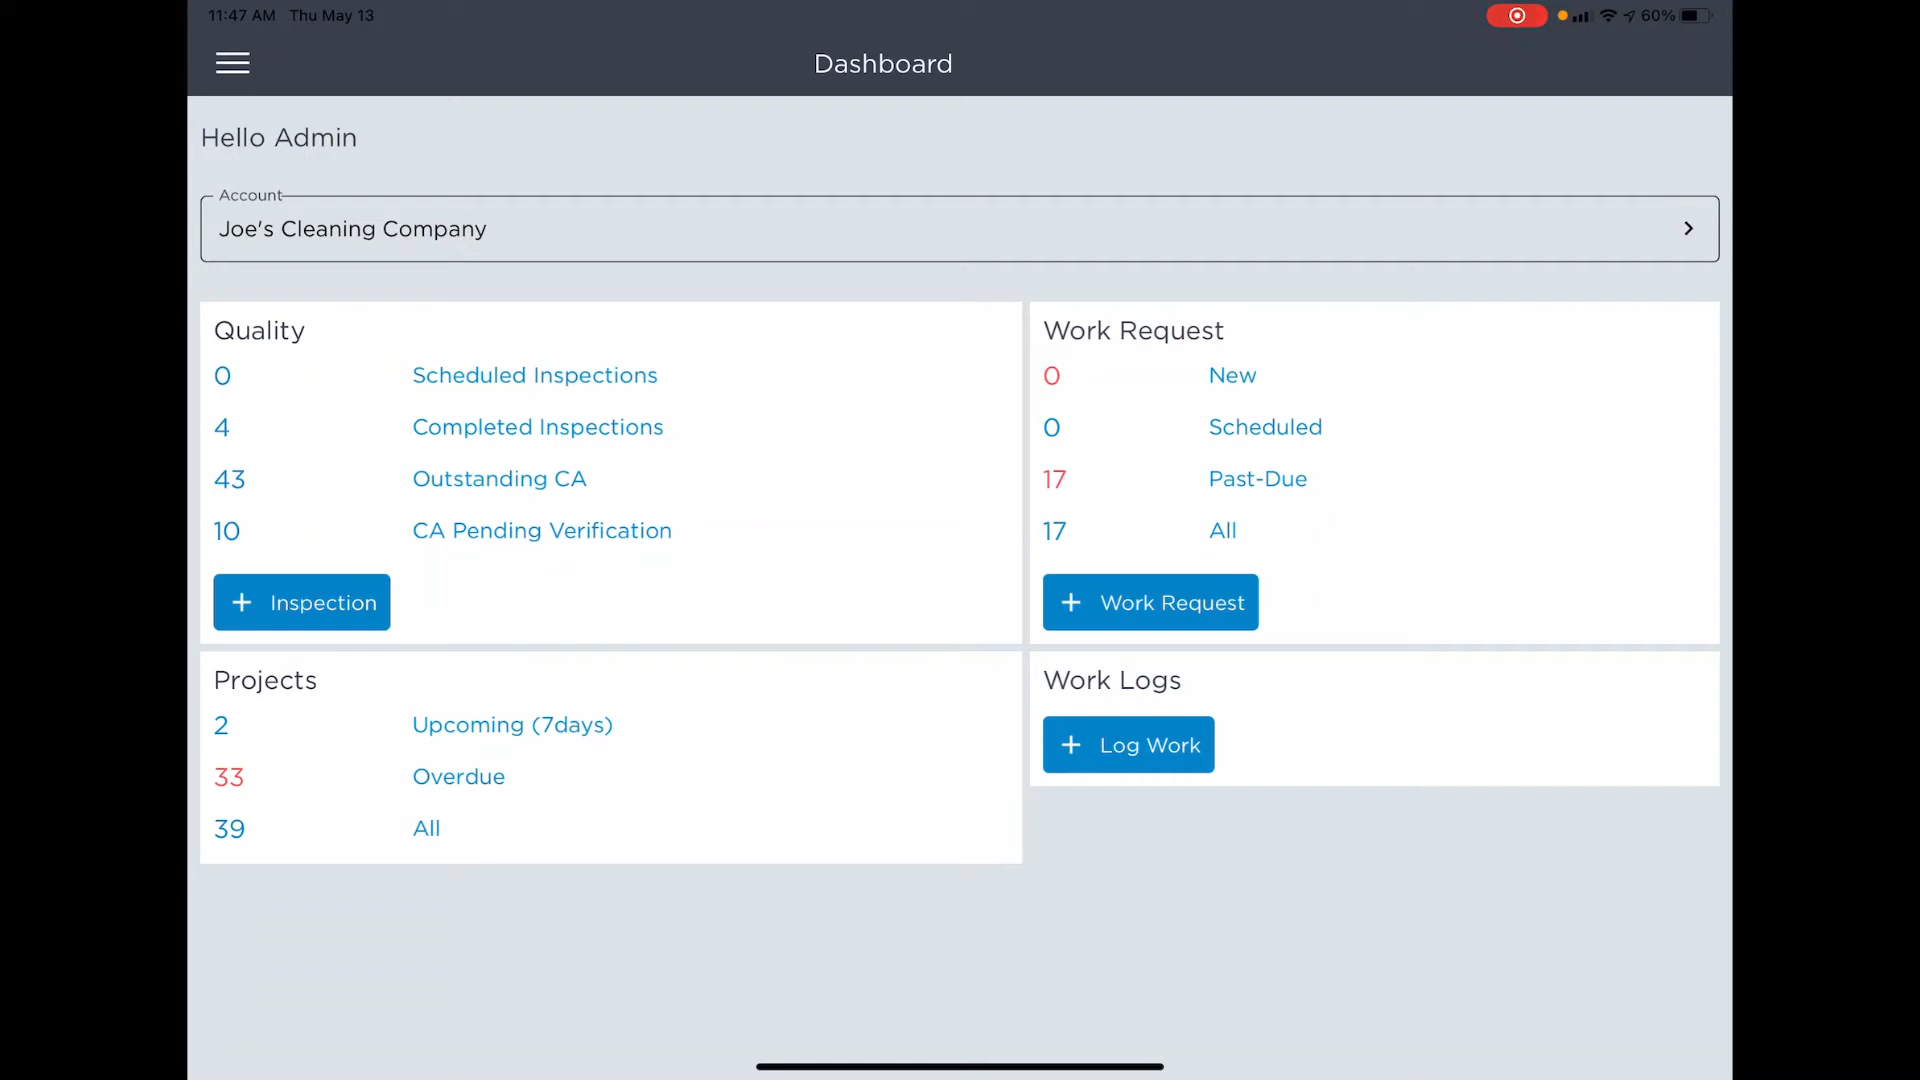 11:47 AM Thu May 13
60%
Dashboard
Hello Admin
Account
Joe's Cleaning Company
Quality
0 Scheduled Inspections
4 Completed Inspections
43 Outstanding CA
10 CA Pending Verification
+ Inspection
Work Request
0 New
0 Scheduled
17 Past-Due
17 All
+ Work Request
Projects
2 Upcoming (7days)
33 Overdue
39 All
Work Logs
+ Log Work